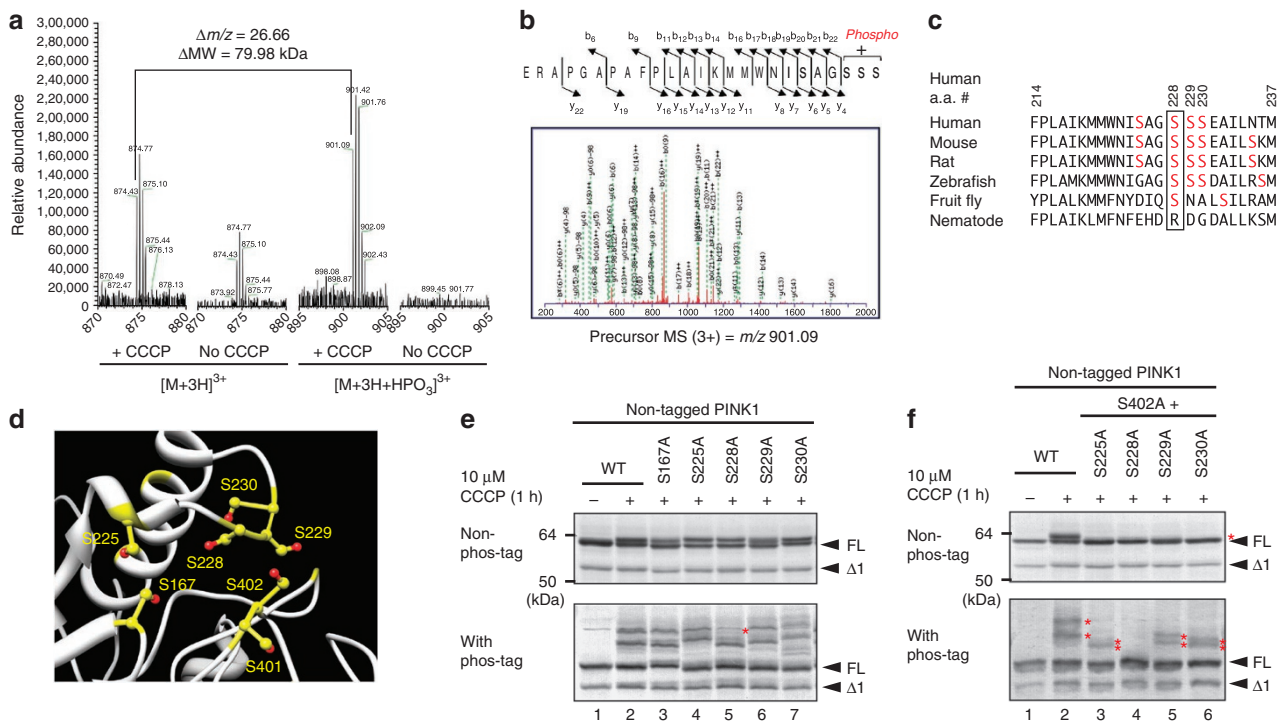 a
Δm/z = 26.66
ΔMW = 79.98 kDa
Relative abundance
3,00,000
2,80,000
2,60,000
2,40,000
2,20,000
2,00,000
1,80,000
1,60,000
1,40,000
1,20,000
1,00,000
80,000
60,000
40,000
20,000
0
874.77
874.43
875.10
875.44
876.13
870.49
872.47
878.13
874.77
874.43
875.10
875.44
873.92
875.77
901.42
901.76
901.09
902.09
902.43
898.08
898.87
899.45
901.77
870 875 880 870 875 880 895 900 905 895 900 905
+ CCCP No CCCP + CCCP No CCCP
[M+3H]3+ [M+3H+HPO3]3+
b
b6 b9 b11 b12 b13 b14 b16 b17 b18 b19 b20 b21 b22 Phospho
+
E R A P G A P A F P L A I K M M W N I S A G S S S
y22 y19 y16 y15 y14 y13 y12 y11 y8 y7 y6 y5 y4
200 400 600 800 1000 1200 1400 1600 1800 2000
Precursor MS (3+) = m/z 901.09
c
Human
a.a. # 214 228 229 230 237
Human FPLAIKMMWNISAG S SSEAILNTM
Mouse FPLAIKMMWNISAG S SSEAILSKM
Rat FPLAIKMMWNISAG S SSEAILSKM
Zebrafish FPLAMKMMWNIGAG S SSDAILRSM
Fruit fly YPLALKMMFNYDIQ S NALSILRAM
Nematode FPLAIKLMFNFEHD R DGDALLKSM
d
S230
S225
S229
S228
S167
S402
S401
e
Non-tagged PINK1
WT S167A S225A S228A S229A S230A
10 μM
CCCP (1 h) – + + + + + +
Non-
phos-tag
64
50
(kDa)
FL
Δ1
With
phos-tag
*
FL
Δ1
1 2 3 4 5 6 7
f
Non-tagged PINK1
S402A +
WT S225A S228A S229A S230A
10 μM
CCCP (1 h) – + + + + +
Non-
phos-tag
64
50
(kDa)
*
FL
Δ1
With
phos-tag
* * * * * * * *
FL
Δ1
1 2 3 4 5 6